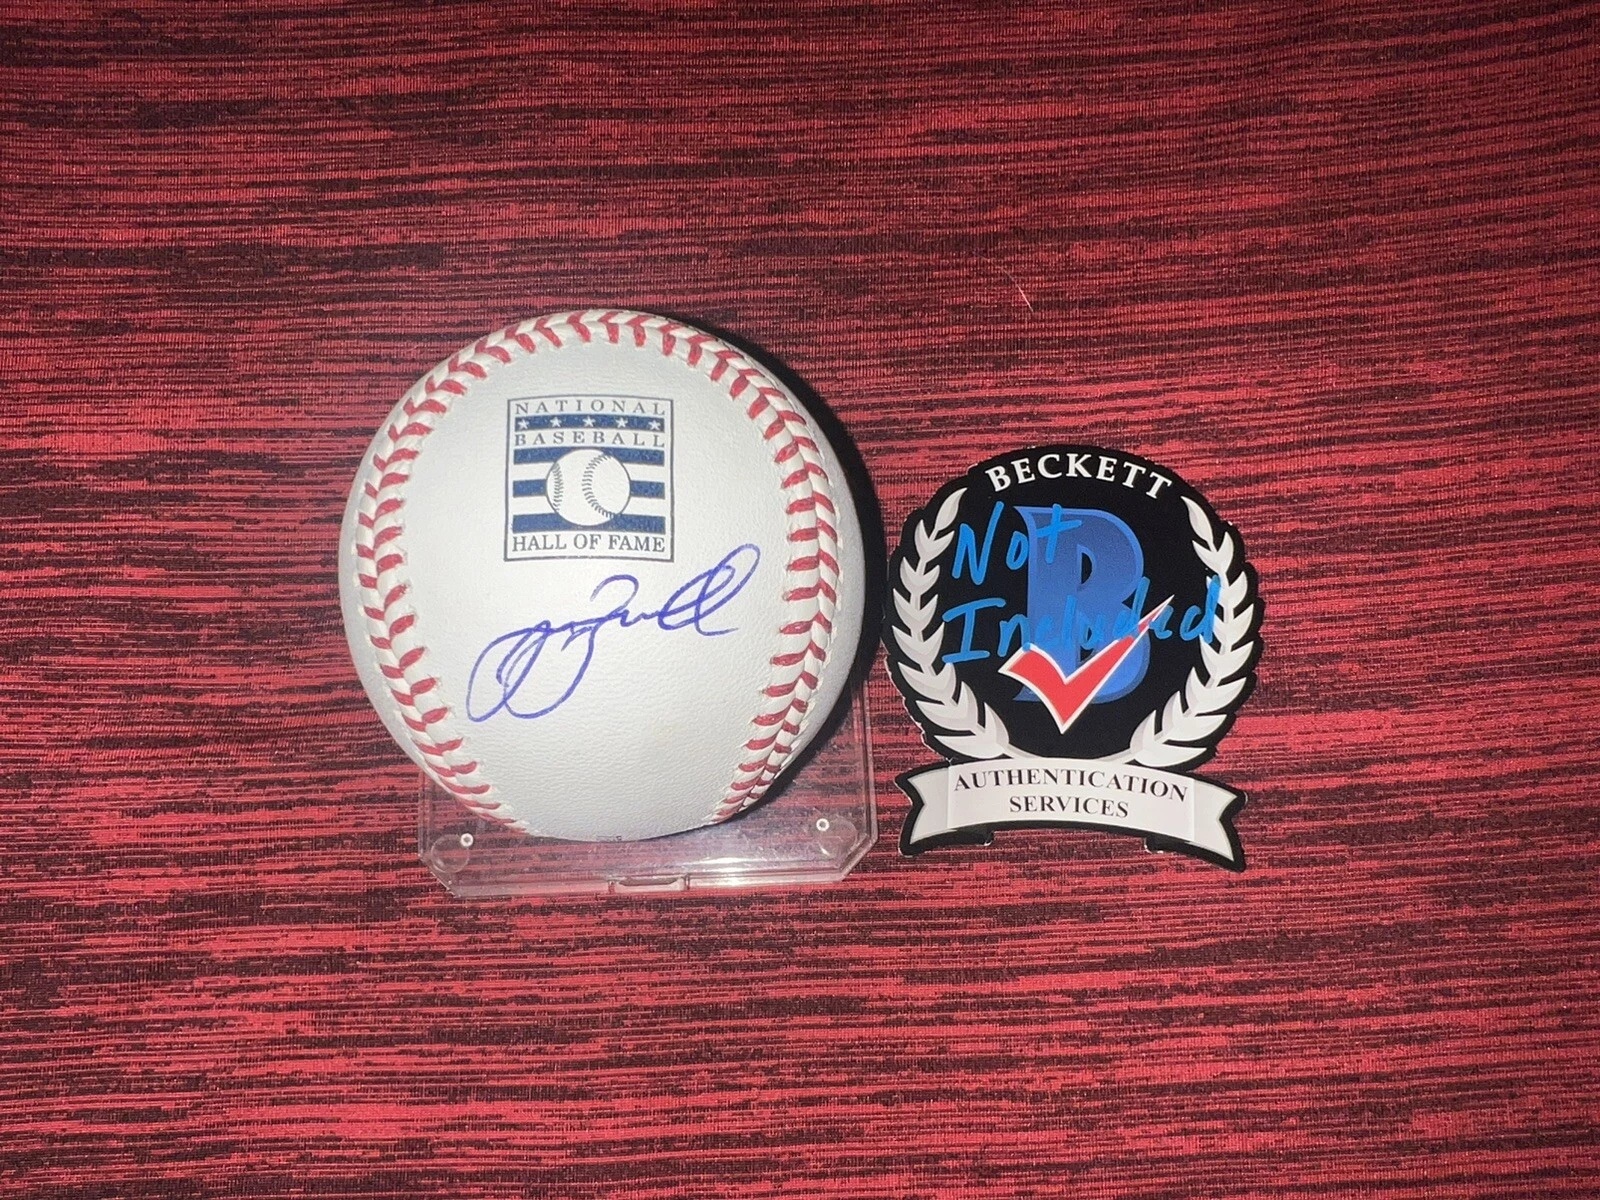 NATIONAL
BASEBALL
HALL OF FAME
BECKETT
B
Not
Included
AUTHENTICATION
SERVICES